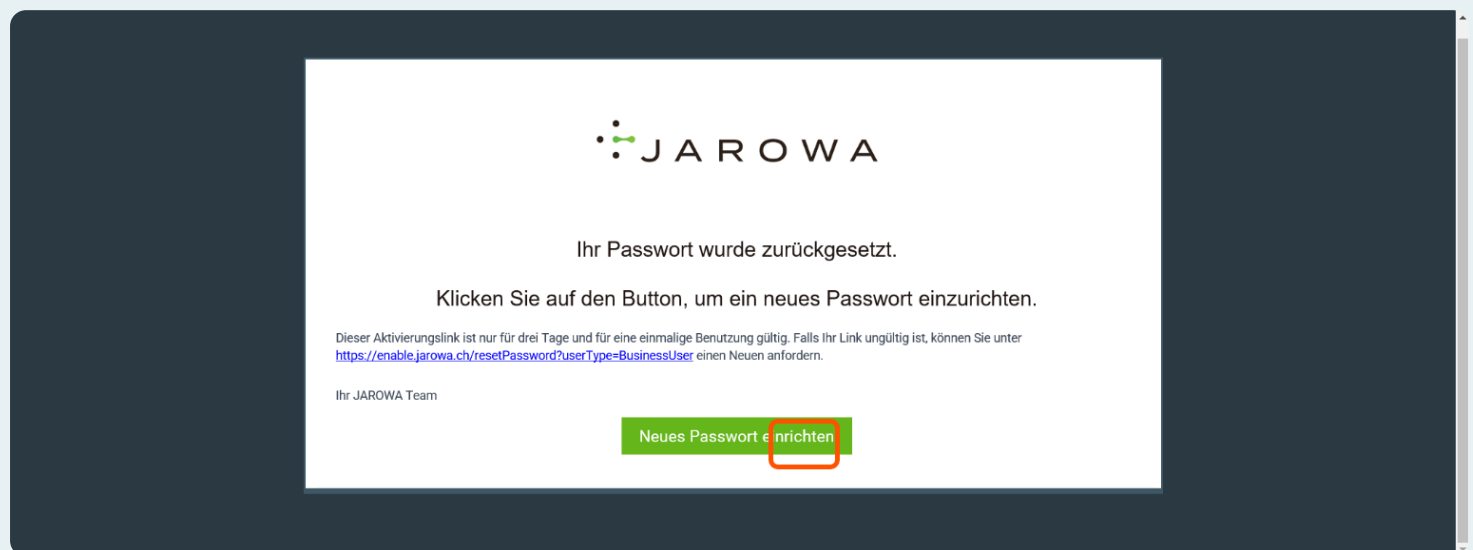 JAROWA
Ihr Passwort wurde zurückgesetzt.
Klicken Sie auf den Button, um ein neues Passwort einzurichten.
Dieser Aktivierungslink ist nur für drei Tage und für eine einmalige Benutzung gültig. Falls Ihr Link ungültig ist, können Sie unter
https://enable.jarowa.ch/resetPassword?userType=BusinessUser einen Neuen anfordern.
Ihr JAROWA Team
Neues Passwort einrichten